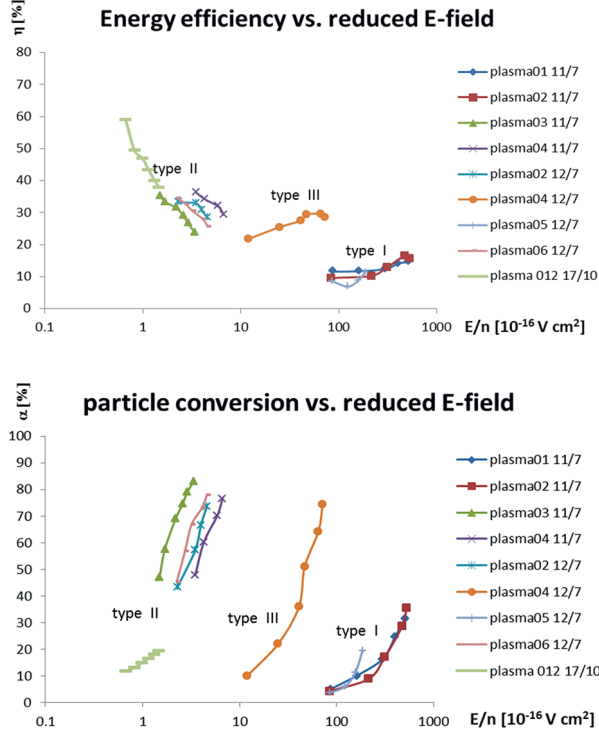 Energy efficiency vs. reduced E-field
η [%]
80
70
60
50
40
30
20
10
0
0.1
1
10
100
1000
E/n [10⁻¹⁶ V cm²]
type II
type III
type I
plasma01 11/7
plasma02 11/7
plasma03 11/7
plasma04 11/7
plasma02 12/7
plasma04 12/7
plasma05 12/7
plasma06 12/7
plasma 012 17/10
particle conversion vs. reduced E-field
α [%]
100
90
80
70
60
50
40
30
20
10
0
0.1
1
10
100
1000
E/n [10⁻¹⁶ V cm²]
type II
type III
type I
plasma01 11/7
plasma02 11/7
plasma03 11/7
plasma04 11/7
plasma02 12/7
plasma04 12/7
plasma05 12/7
plasma06 12/7
plasma 012 17/10